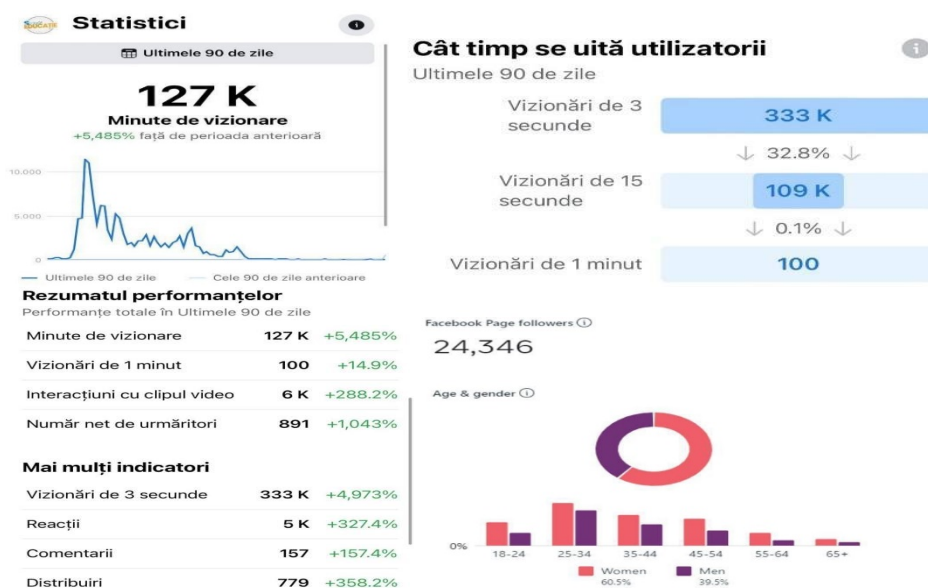 EDUCAȚIE
Statistici
Ultimele 90 de zile
127 K
Minute de vizionare
+5,485% față de perioada anterioară
10.000
5.000
0
Ultimele 90 de zile
Cele 90 de zile anterioare
Rezumatul performanțelor
Performanțe totale în Ultimele 90 de zile
Minute de vizionare 127 K +5,485%
Vizionări de 1 minut 100 +14.9%
Interacțiuni cu clipul video 6 K +288.2%
Număr net de urmăritori 891 +1,043%
Mai mulți indicatori
Vizionări de 3 secunde 333 K +4,973%
Reacții 5 K +327.4%
Comentarii 157 +157.4%
Distribuiri 779 +358.2%
Cât timp se uită utilizatorii
Ultimele 90 de zile
Vizionări de 3
secunde
333 K
↓ 32.8% ↓
Vizionări de 15
secunde
109 K
↓ 0.1% ↓
Vizionări de 1 minut 100
Facebook Page followers
24,346
Age & gender
0%
18-24 25-34 35-44 45-54 55-64 65+
Women Men
60.5% 39.5%